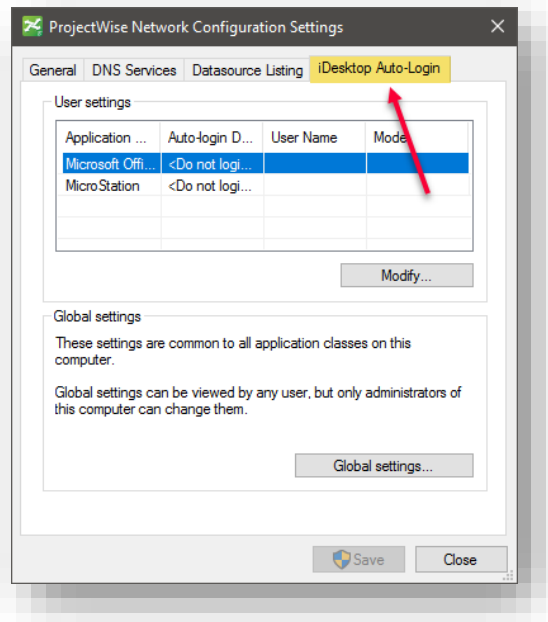 ProjectWise Network Configuration Settings
General DNS Services Datasource Listing iDesktop Auto-Login
User settings
Application ... Auto-login D... User Name Mode
Microsoft Offi... <Do not logi...
MicroStation <Do not logi...
Modify...
Global settings
These settings are common to all application classes on this
computer.
Global settings can be viewed by any user, but only administrators of
this computer can change them.
Global settings...
Save Close